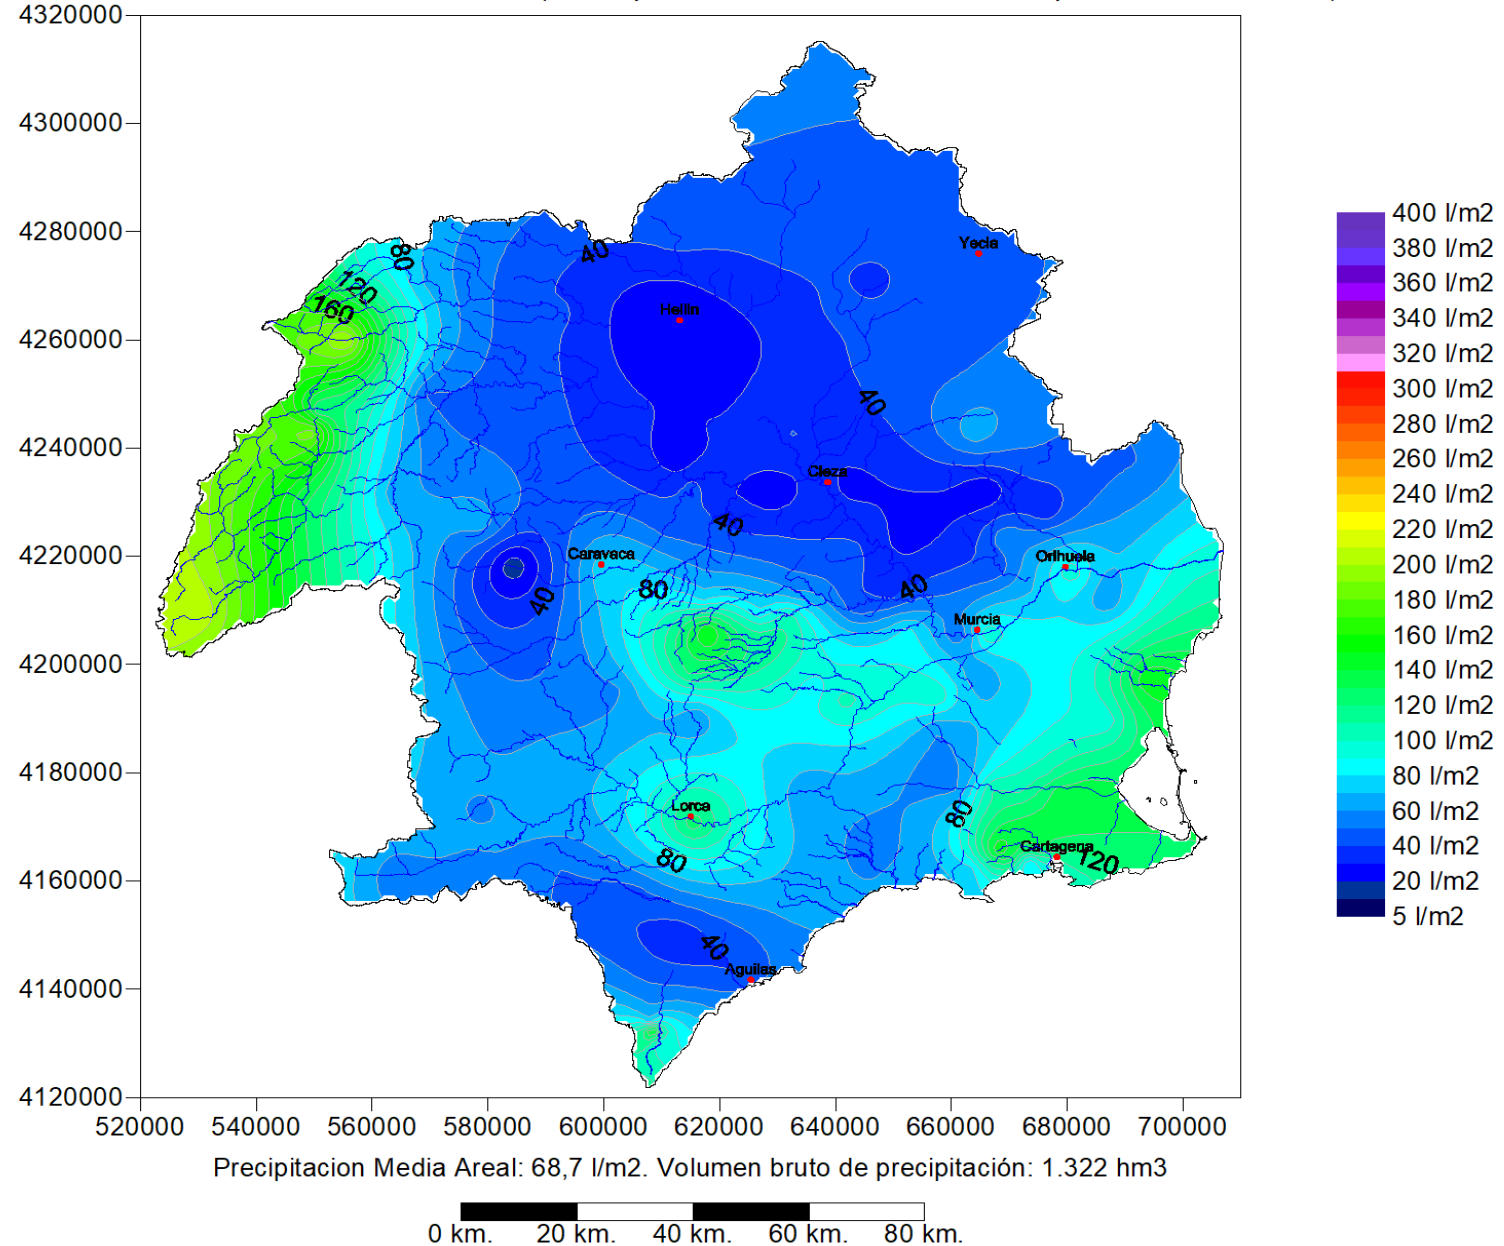 4320000
4300000
4280000
4260000
4240000
4220000
4200000
4180000
4160000
4140000
4120000
520000 540000 560000 580000 600000 620000 640000 660000 680000 700000
Yecla
40
80
120
160
Hellin
40
Cieza
40
Caravaca
Orihuela
80
40
40
Murcia
Lorca
80
80
Cartagena
120
40
Aguilas
400 l/m2
380 l/m2
360 l/m2
340 l/m2
320 l/m2
300 l/m2
280 l/m2
260 l/m2
240 l/m2
220 l/m2
200 l/m2
180 l/m2
160 l/m2
140 l/m2
120 l/m2
100 l/m2
80 l/m2
60 l/m2
40 l/m2
20 l/m2
5 l/m2
Precipitacion Media Areal: 68,7 l/m2. Volumen bruto de precipitación: 1.322 hm3
0 km. 20 km. 40 km. 60 km. 80 km.